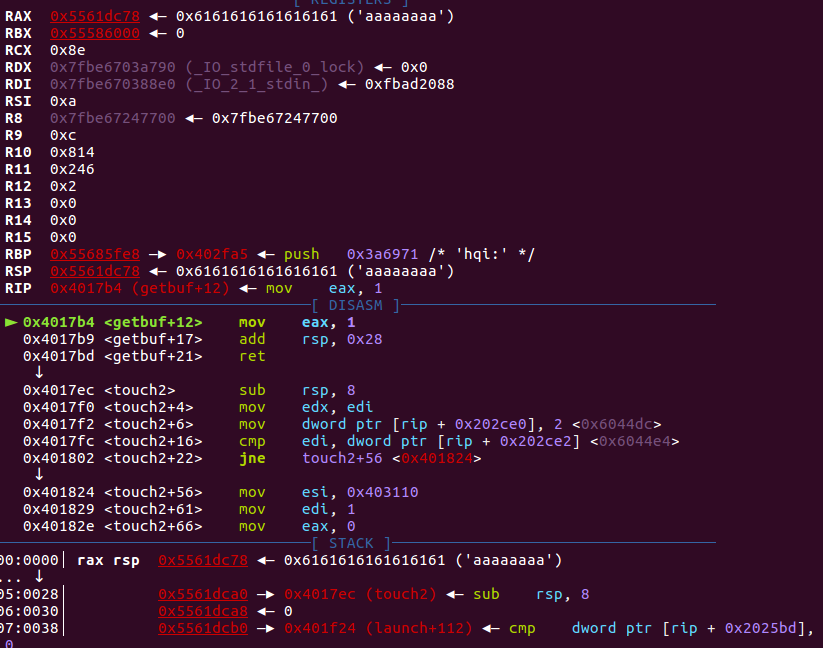 [ REGISTERS ]
RAX  0x5561dc78 ◂— 0x6161616161616161 ('aaaaaaaa')
RBX  0x55586000 ◂— 0
RCX  0x8e
RDX  0x7fbe6703a790 (_IO_stdfile_0_lock) ◂— 0x0
RDI  0x7fbe670388e0 (_IO_2_1_stdin_) ◂— 0xfbad2088
RSI  0xa
R8   0x7fbe67247700 ◂— 0x7fbe67247700
R9   0xc
R10  0x814
R11  0x246
R12  0x2
R13  0x0
R14  0x0
R15  0x0
RBP  0x55685fe8 —▸ 0x402fa5 ◂— push   0x3a6971 /* 'hqi:' */
RSP  0x5561dc78 ◂— 0x6161616161616161 ('aaaaaaaa')
RIP  0x4017b4 (getbuf+12) ◂— mov    eax, 1
[ DISASM ]
► 0x4017b4 <getbuf+12>    mov    eax, 1
0x4017b9 <getbuf+17>    add    rsp, 0x28
0x4017bd <getbuf+21>    ret
↓
0x4017ec <touch2>       sub    rsp, 8
0x4017f0 <touch2+4>     mov    edx, edi
0x4017f2 <touch2+6>     mov    dword ptr [rip + 0x202ce0], 2 <0x6044dc>
0x4017fc <touch2+16>    cmp    edi, dword ptr [rip + 0x202ce2] <0x6044e4>
0x401802 <touch2+22>    jne    touch2+56 <0x401824>
↓
0x401824 <touch2+56>    mov    esi, 0x403110
0x401829 <touch2+61>    mov    edi, 1
0x40182e <touch2+66>    mov    eax, 0
[ STACK ]
00:0000│ rax rsp  0x5561dc78 ◂— 0x6161616161616161 ('aaaaaaaa')
... ↓
05:0028│          0x5561dca0 —▸ 0x4017ec (touch2) ◂— sub    rsp, 8
06:0030│          0x5561dca8 ◂— 0
07:0038│          0x5561dcb0 —▸ 0x401f24 (launch+112) ◂— cmp    dword ptr [rip + 0x2025bd],
0